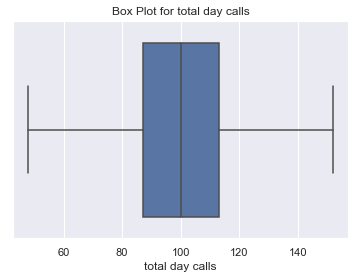 Box Plot for total day calls
60 80 100 120 140
total day calls